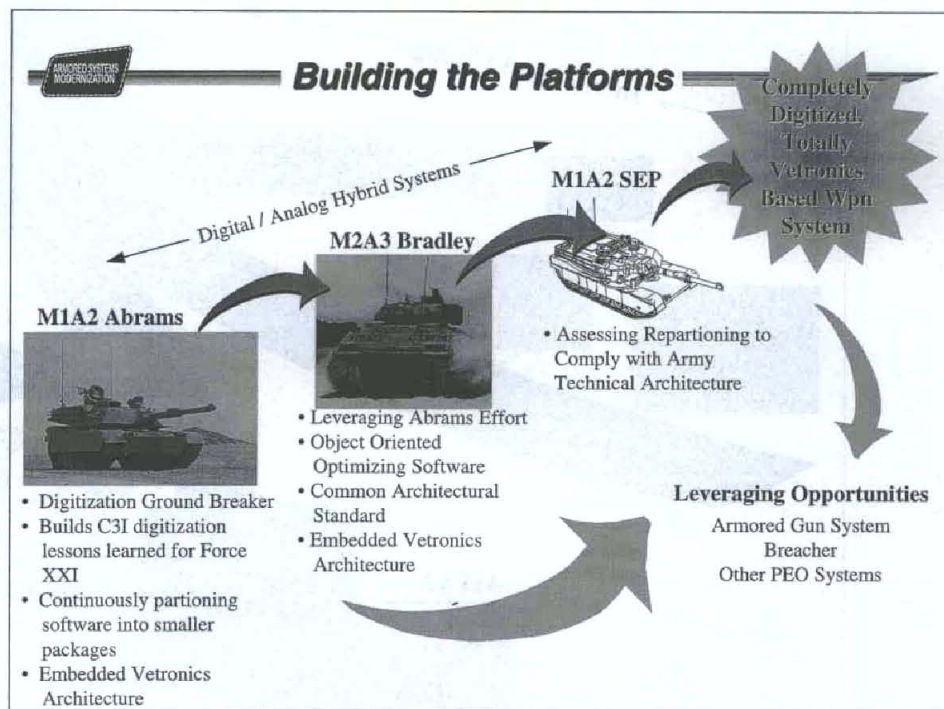 ARMORED SYSTEMS
MODERNIZATION
Building the Platforms
Completely
Digitized,
Totally
Vetronics
Based Wpn
System
Digital / Analog Hybrid Systems
M1A2 SEP
• Assessing Repartioning to
Comply with Army
Technical Architecture
M2A3 Bradley
• Leveraging Abrams Effort
• Object Oriented
Optimizing Software
• Common Architectural
Standard
• Embedded Vetronics
Architecture
M1A2 Abrams
• Digitization Ground Breaker
• Builds C3I digitization
lessons learned for Force
XXI
• Continuously partioning
software into smaller
packages
• Embedded Vetronics
Architecture
Leveraging Opportunities
Armored Gun System
Breacher
Other PEO Systems